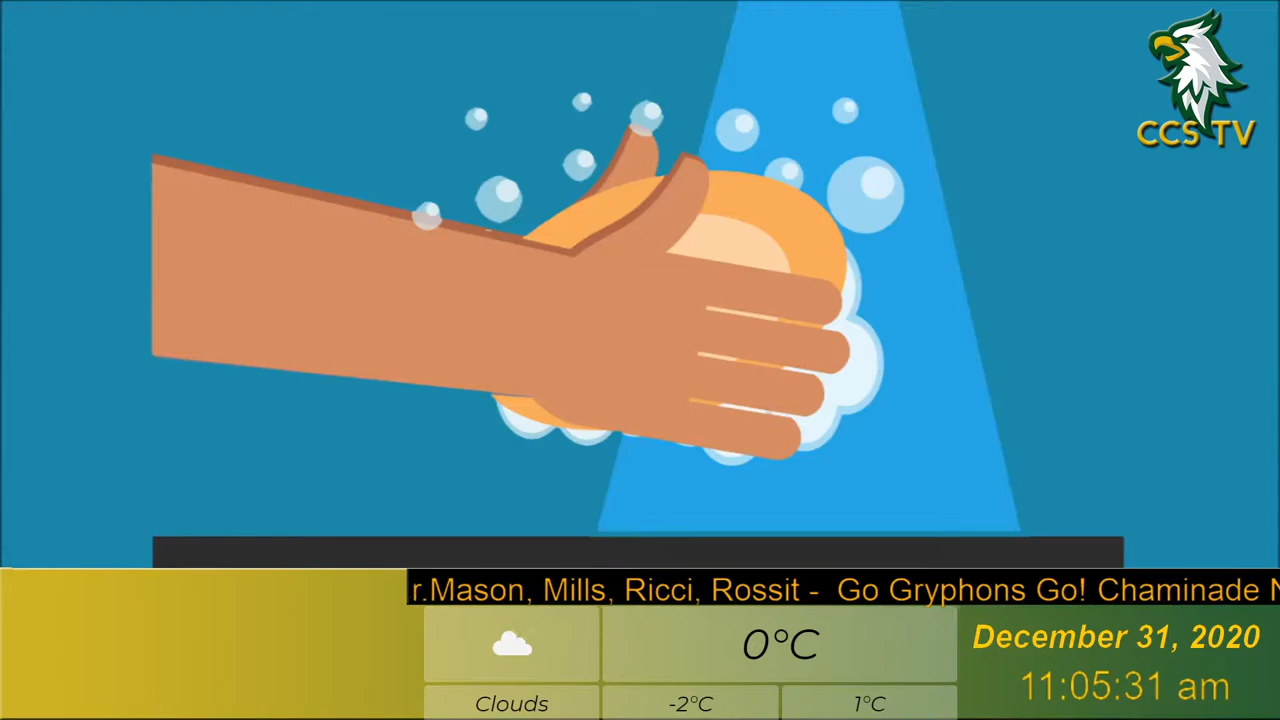 CCS TV
r.Mason, Mills, Ricci, Rossit - Go Gryphons Go! Chaminade
0°C
December 31, 2020
11:05:31 am
Clouds
-2°C
1°C